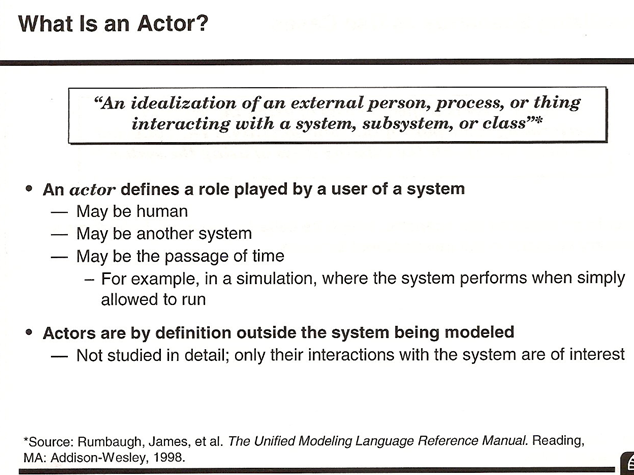 What Is an Actor?
“An idealization of an external person, process, or thing
interacting with a system, subsystem, or class”*
• An actor defines a role played by a user of a system
— May be human
— May be another system
— May be the passage of time
– For example, in a simulation, where the system performs when simply
allowed to run
• Actors are by definition outside the system being modeled
— Not studied in detail; only their interactions with the system are of interest
*Source: Rumbaugh, James, et al. The Unified Modeling Language Reference Manual. Reading,
MA: Addison-Wesley, 1998.